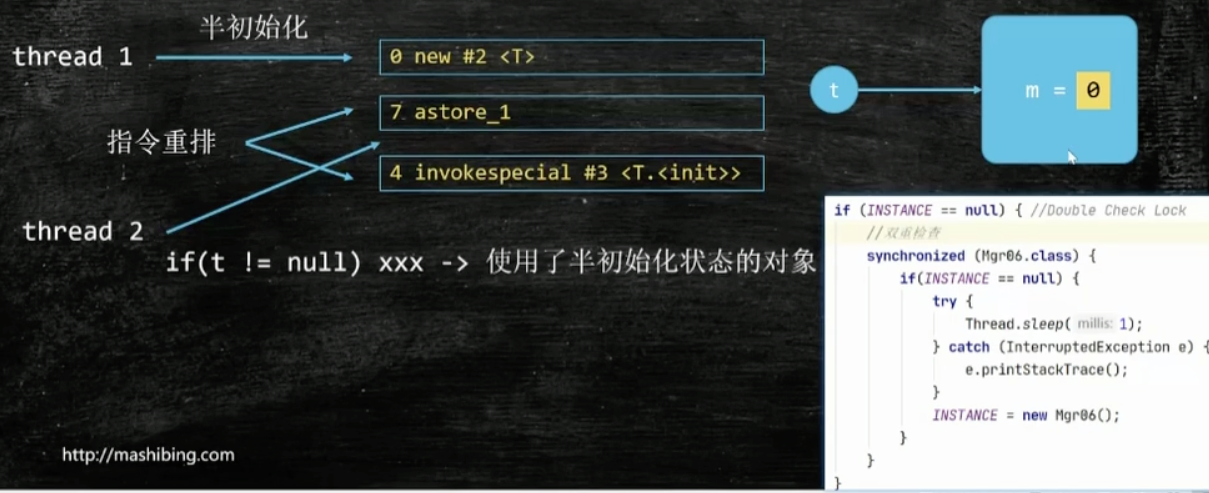 半初始化
thread 1
0 new #2 <T>
7 astore_1
指令重排
4 invokespecial #3 <T.<init>>
thread 2
if(t != null) xxx -> 使用了半初始化状态的对象
t
m = 0
if (INSTANCE == null) { //Double Check Lock
//双重检查
synchronized (Mgr06.class) {
if(INSTANCE == null) {
try {
Thread.sleep( millis: 1);
} catch (InterruptedException e) {
e.printStackTrace();
}
INSTANCE = new Mgr06();
}
}
}
http://mashibing.com